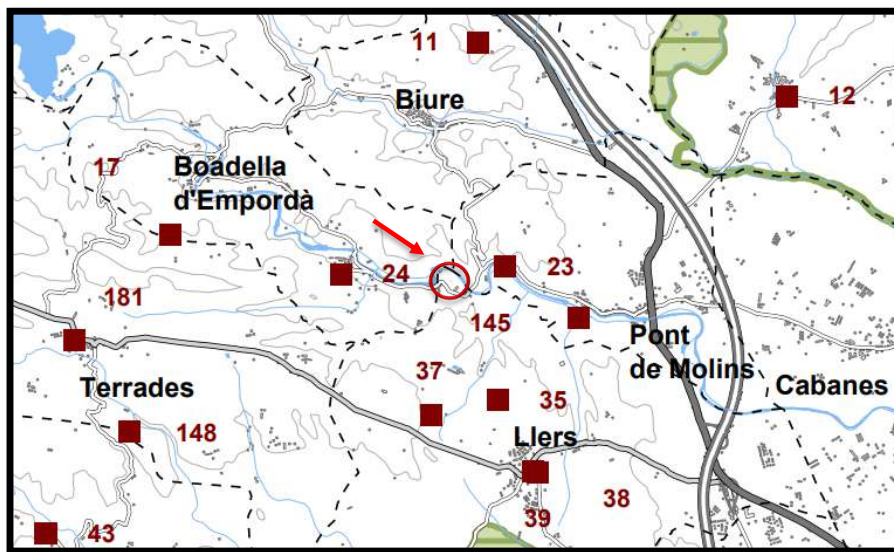 11
Biure
12
17
Boadella
d'Empordà
24
23
181
145
Pont
de Molins
37
Terrades
Cabanes
35
148
Llers
38
39
43